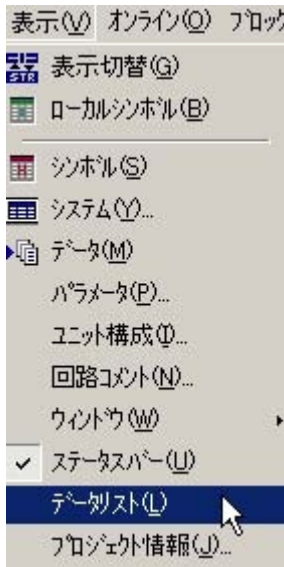 表示(V) オンライン(O) ブロック
表示切替(G)
ローカルシンボル(B)
シンボル(S)
システム(Y)...
データ(M)
パラメータ(P)...
ユニット構成(I)...
回路コメント(N)...
ウィンドウ(W)
ステータスバー(U)
データリスト(L)
プロジェクト情報(J)...